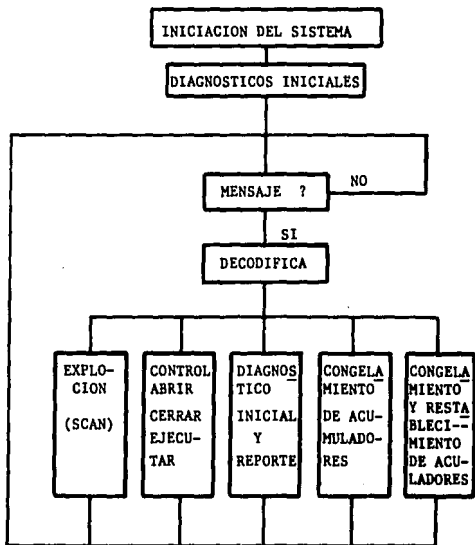 INICIACION DEL SISTEMA
DIAGNOSTICOS INICIALES
MENSAJE ?
NO
SI
DECODIFICA
EXPLO-
CION
(SCAN)
CONTROL
ABRIR
CERRAR
EJECU-
TAR
DIAGNOS
TICO
INICIAL
Y
REPORTE
CONGELA
MIENTO
DE ACU-
MULADO-
RES
CONGELA
MIENTO
Y RESTA
BLECI--
MIENTO
DE ACU-
LADORES